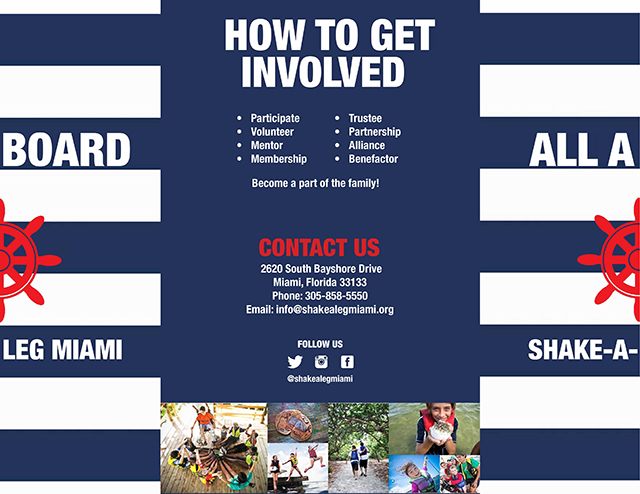 HOW TO GET
INVOLVED
• Participate
• Volunteer
• Mentor
• Membership
• Trustee
• Partnership
• Alliance
• Benefactor
Become a part of the family!
CONTACT US
2620 South Bayshore Drive
Miami, Florida 33133
Phone: 305-858-5550
Email: info@shakealegmiami.org
FOLLOW US
@shakealegmiami
BOARD
LEG MIAMI
ALL A
SHAKE-A-